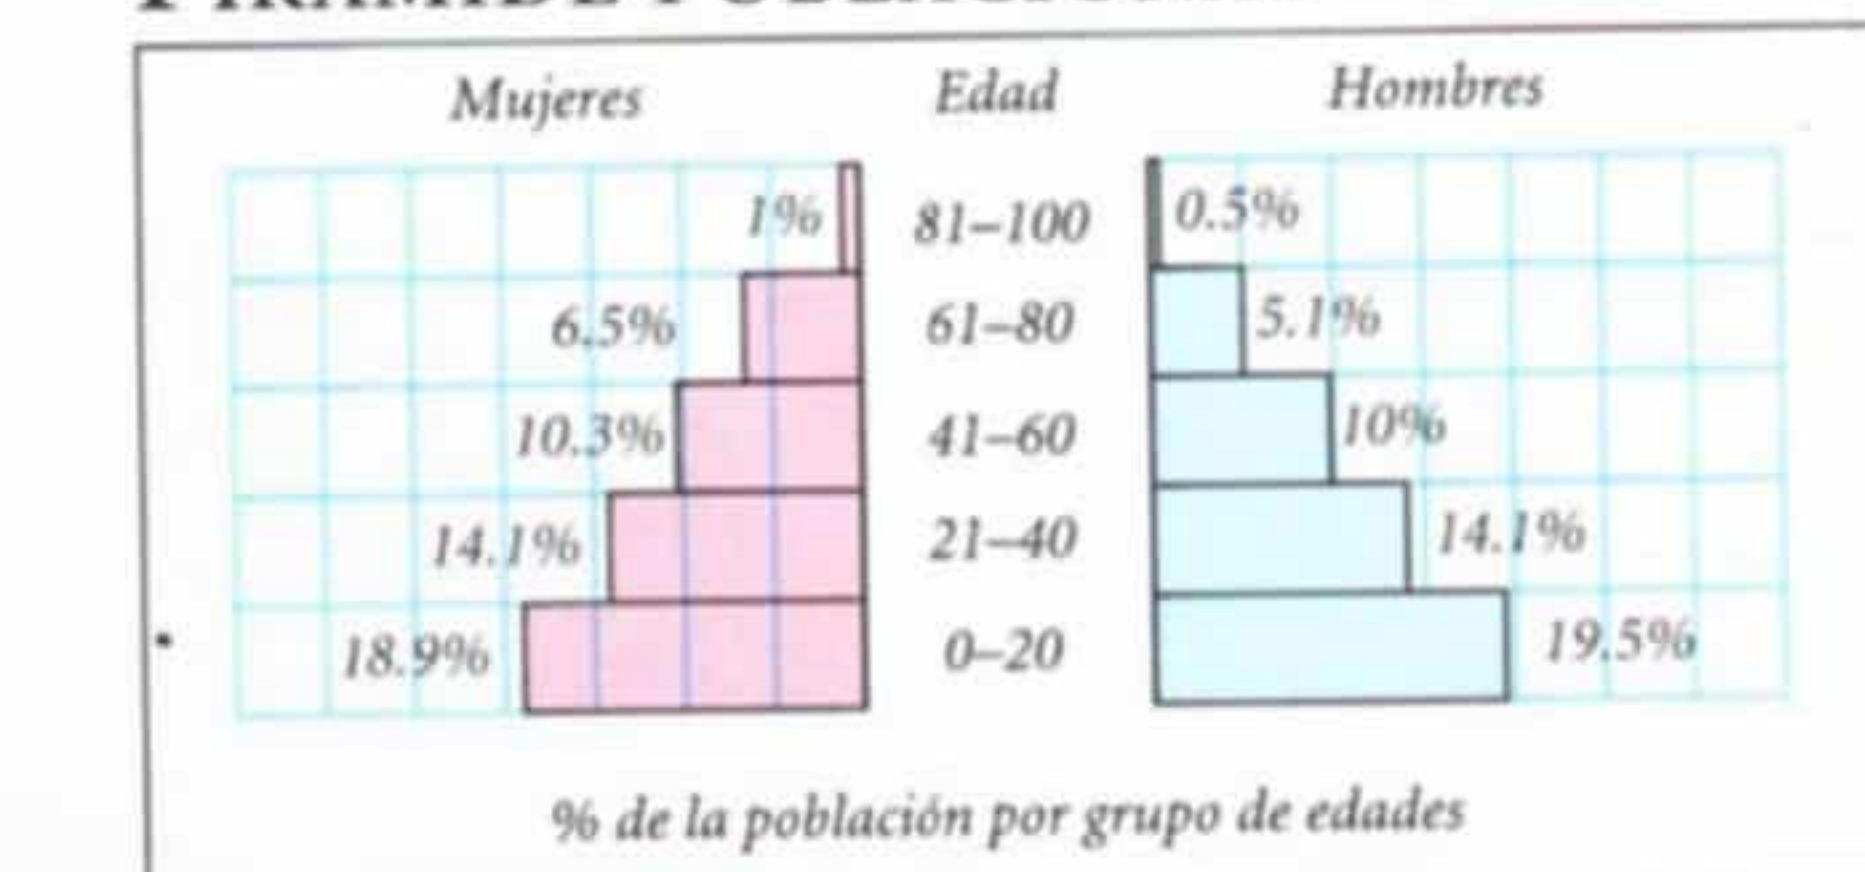 Mujeres Edad Hombres
1% 81–100 0.5%
6.5% 61–80 5.1%
10.3% 41–60 10%
14.1% 21–40 14.1%
18.9% 0–20 19.5%
% de la población por grupo de edades